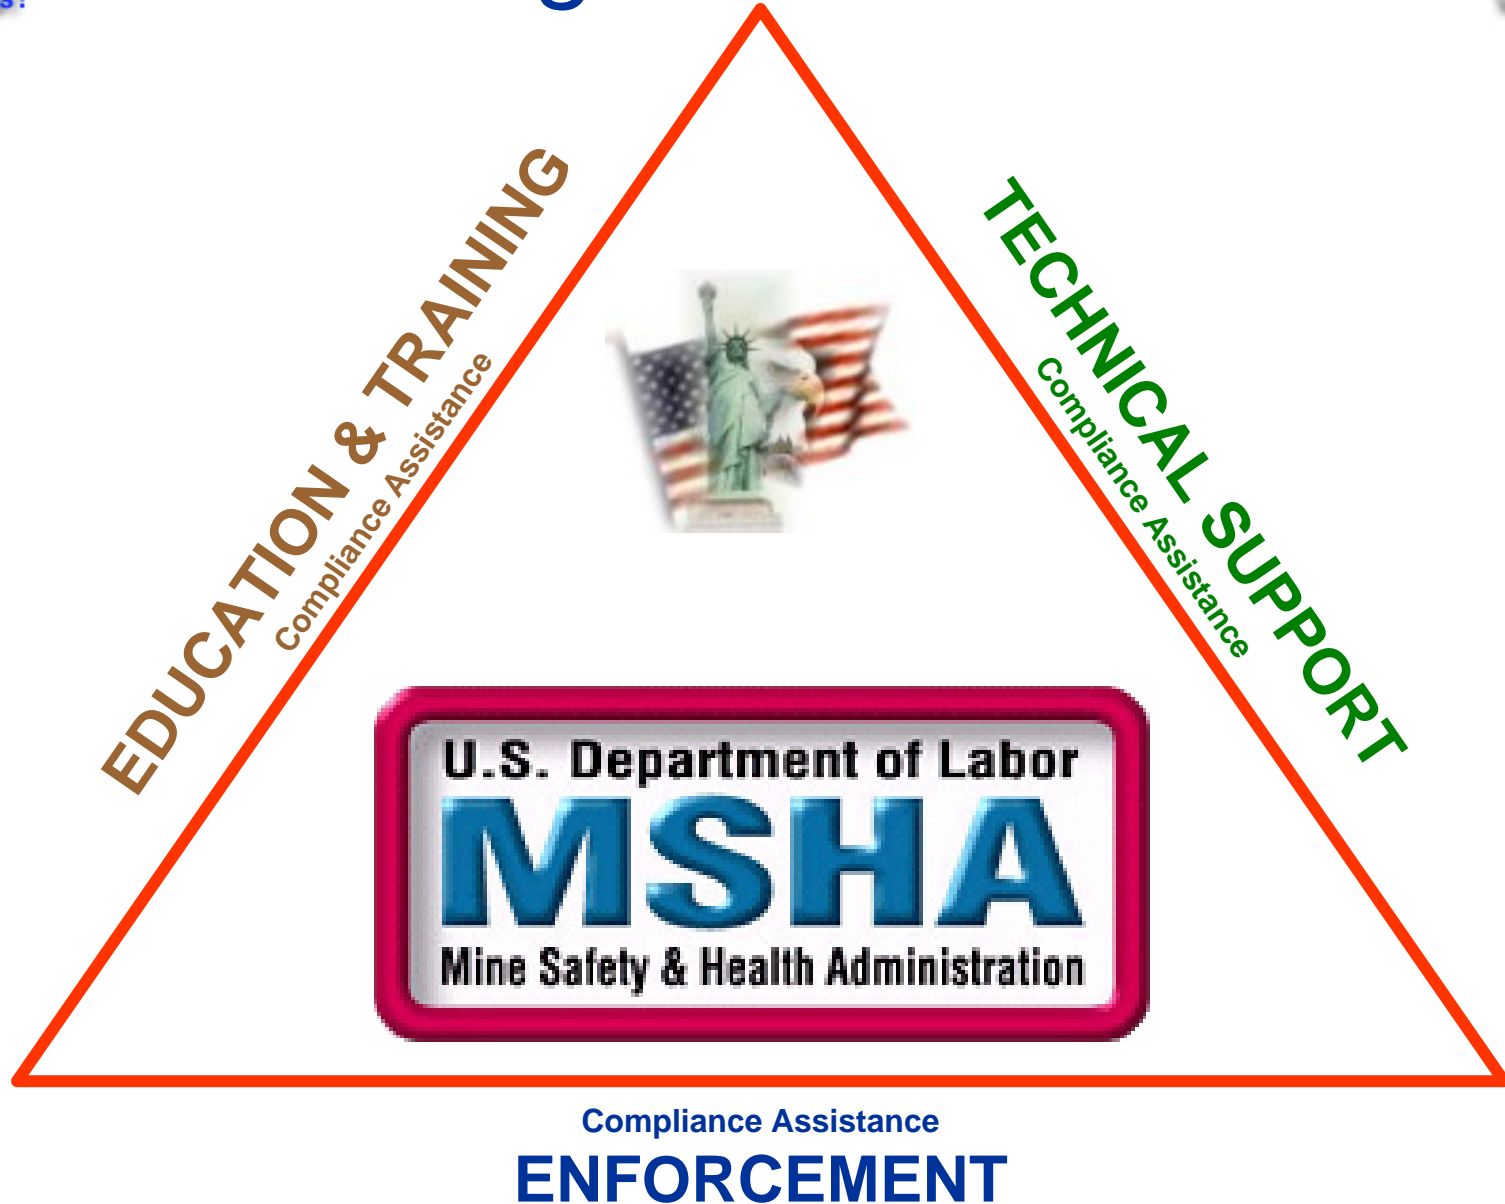 EDUCATION & TRAINING
Compliance Assistance
TECHNICAL SUPPORT
Compliance Assistance
U.S. Department of Labor
MSHA
Mine Safety & Health Administration
Compliance Assistance
ENFORCEMENT